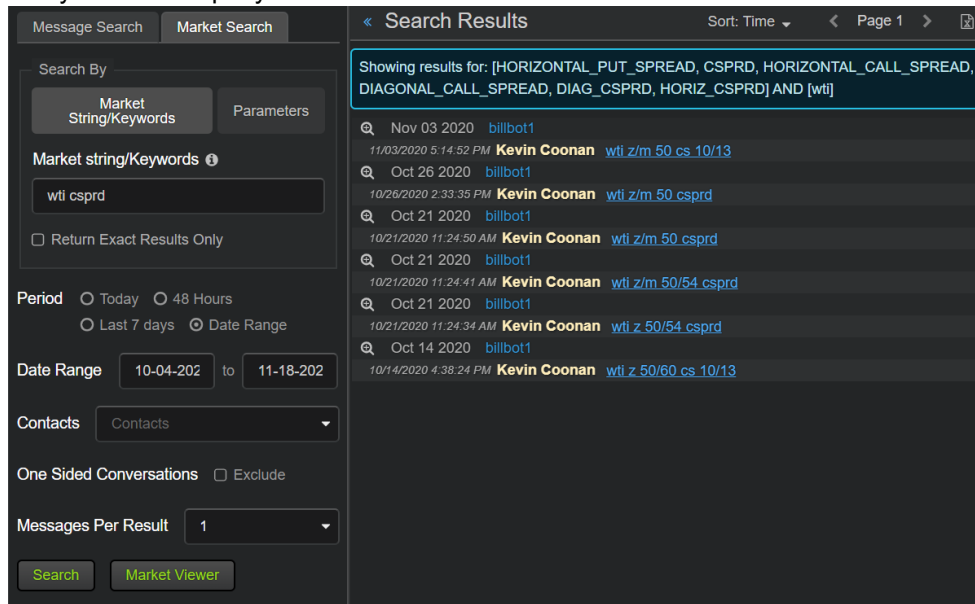 Message Search Market Search
Search By
Market
String/Keywords
Parameters
Market string/Keywords
wti csprd
Return Exact Results Only
Period Today 48 Hours
Last 7 days Date Range
Date Range 10-04-202 to 11-18-202
Contacts Contacts
One Sided Conversations Exclude
Messages Per Result 1
Search Market Viewer
« Search Results Sort: Time Page 1
Showing results for: [HORIZONTAL_PUT_SPREAD, CSPRD, HORIZONTAL_CALL_SPREAD,
DIAGONAL_CALL_SPREAD, DIAG_CSPRD, HORIZ_CSPRD] AND [wti]
Nov 03 2020 billbot1
11/03/2020 5:14:52 PM Kevin Coonan wti z/m 50 cs 10/13
Oct 26 2020 billbot1
10/26/2020 2:33:35 PM Kevin Coonan wti z/m 50 csprd
Oct 21 2020 billbot1
10/21/2020 11:24:50 AM Kevin Coonan wti z/m 50 csprd
Oct 21 2020 billbot1
10/21/2020 11:24:41 AM Kevin Coonan wti z/m 50/54 csprd
Oct 21 2020 billbot1
10/21/2020 11:24:34 AM Kevin Coonan wti z 50/54 csprd
Oct 14 2020 billbot1
10/14/2020 4:38:24 PM Kevin Coonan wti z 50/60 cs 10/13